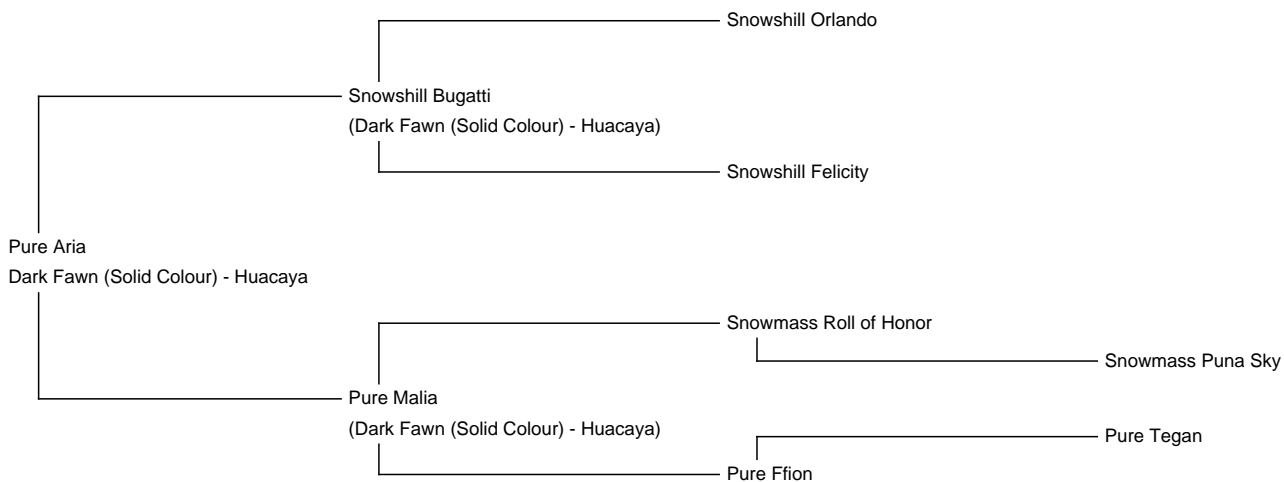 Snowshill Orlando
Snowshill Bugatti
(Dark Fawn (Solid Colour) - Huacaya)
Snowshill Felicity
Pure Aria
Dark Fawn (Solid Colour) - Huacaya
Snowmass Roll of Honor
Snowmass Puna Sky
Pure Malia
(Dark Fawn (Solid Colour) - Huacaya)
Pure Tegan
Pure Ffion